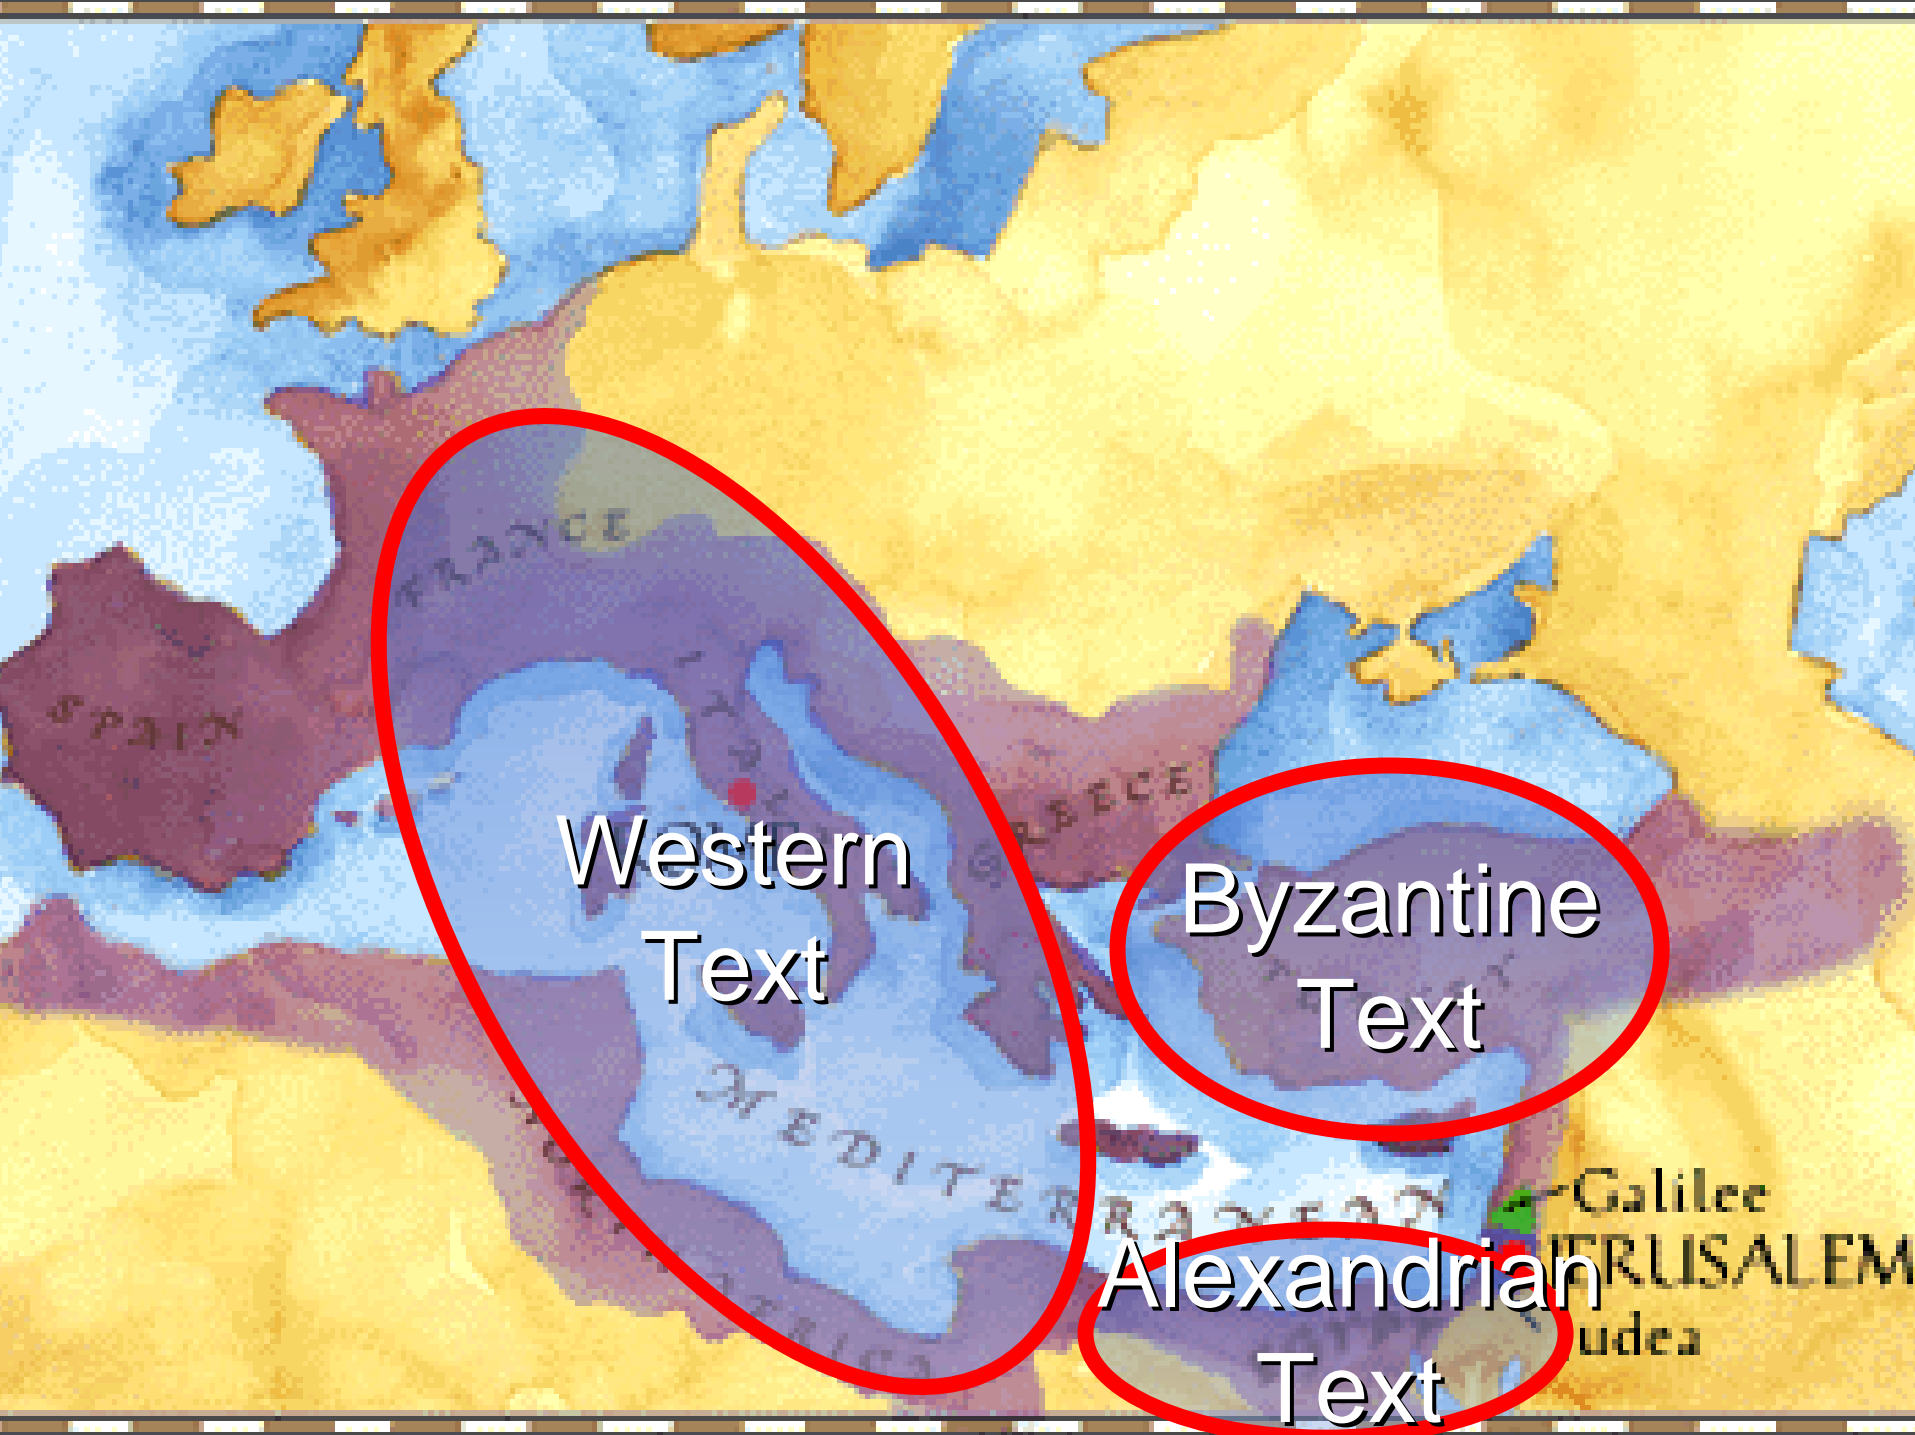 FRANCE
SPAIN
ITALY
GREECE
Western
Text
Byzantine
Text
MEDITERRANEAN
Galilee
JERUSALEM
Alexandrian
Text
udea